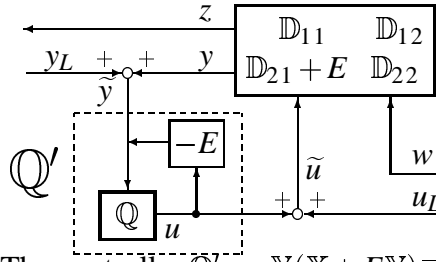 z
𝔻₁₁ 𝔻₁₂
y_L + + y
𝔻₂₁ + E 𝔻₂₂
ỹ
−E
ũ
w
ℚ′
ℚ
u
+ +
u_L